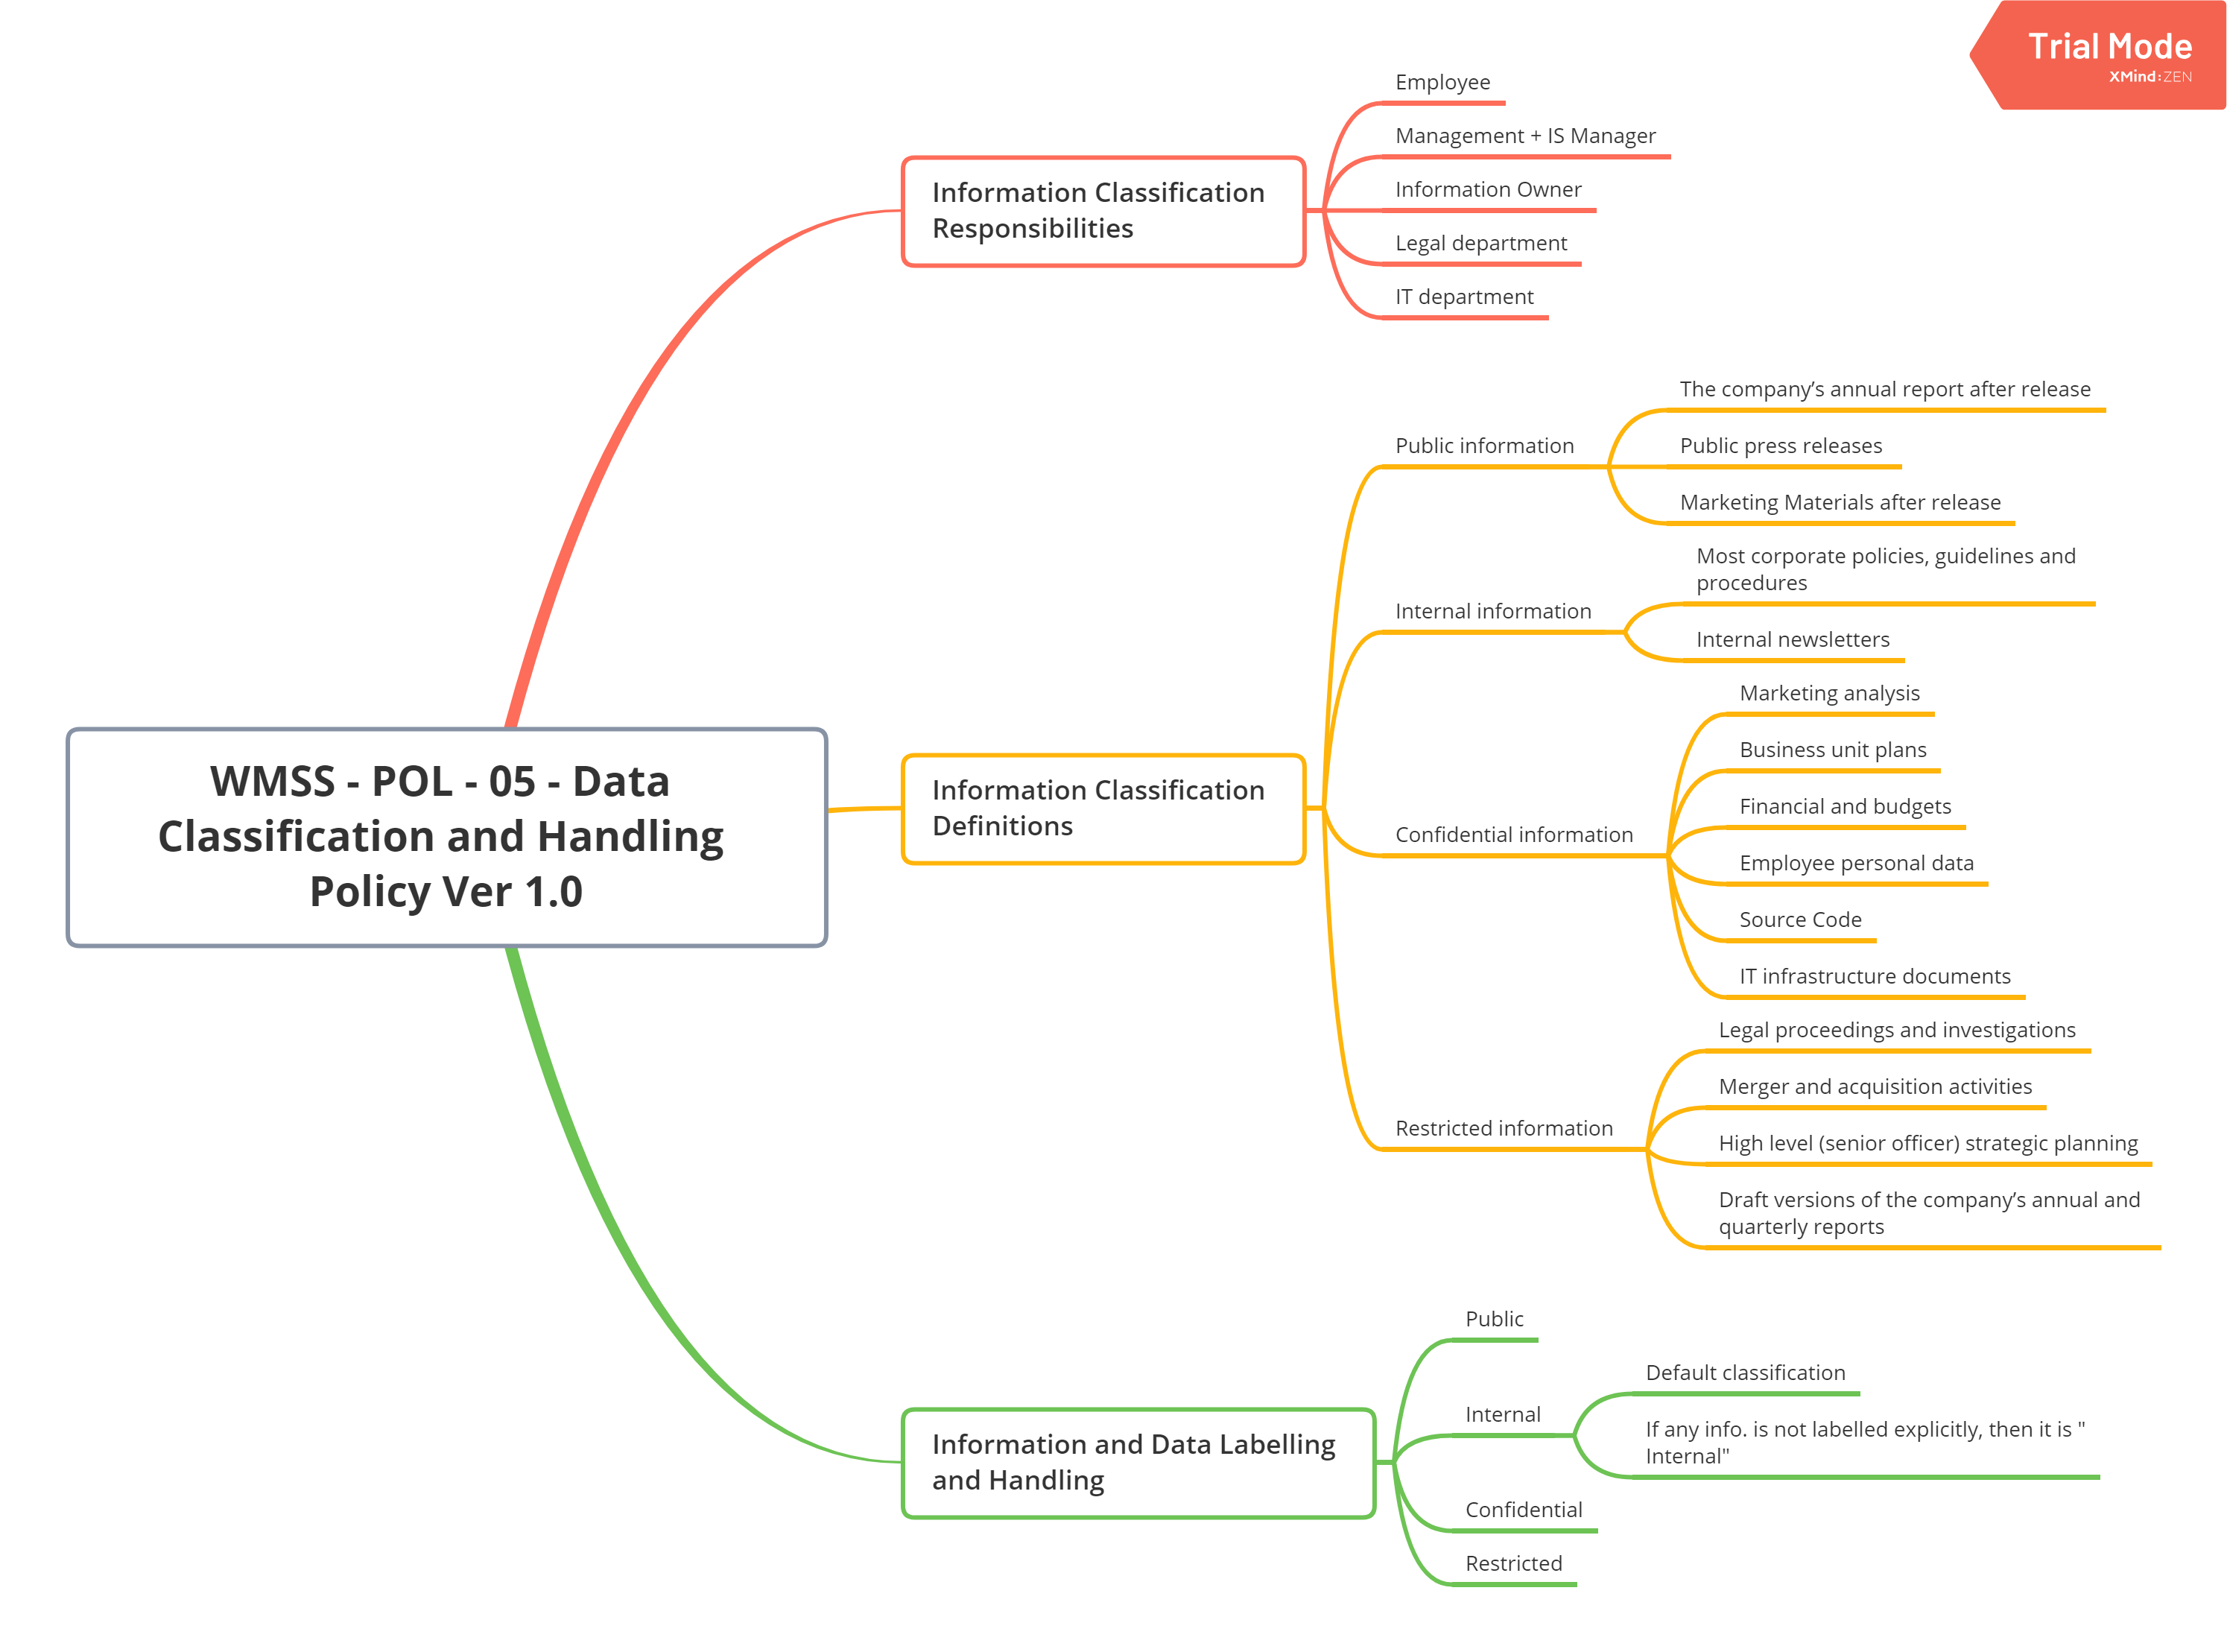 Trial Mode
XMind:ZEN
Employee
Management + IS Manager
Information Classification
Responsibilities
Information Owner
Legal department
IT department
The company’s annual report after release
Public information
Public press releases
Marketing Materials after release
Most corporate policies, guidelines and
procedures
Internal information
Internal newsletters
WMSS - POL - 05 - Data
Classification and Handling
Policy Ver 1.0
Information Classification
Definitions
Marketing analysis
Business unit plans
Financial and budgets
Confidential information
Employee personal data
Source Code
IT infrastructure documents
Legal proceedings and investigations
Merger and acquisition activities
Restricted information
High level (senior officer) strategic planning
Draft versions of the company’s annual and
quarterly reports
Information and Data Labelling
and Handling
Public
Internal
Default classification
If any info. is not labelled explicitly, then it is "
Internal"
Confidential
Restricted